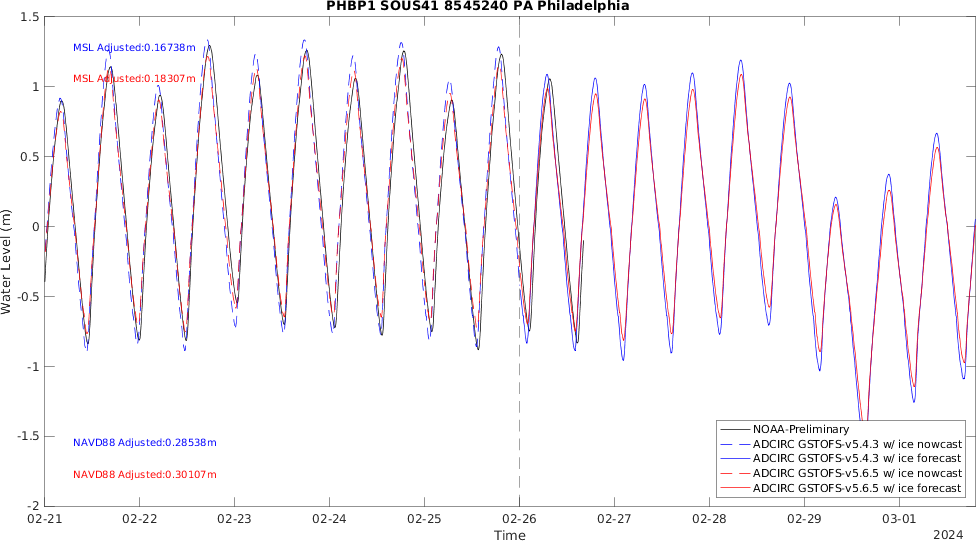 PHBP1 SOUS41 8545240 PA Philadelphia
1.5
1
0.5
0
-0.5
-1
-1.5
-2
Water Level (m)
MSL Adjusted:0.16738m
MSL Adjusted:0.18307m
NAVD88 Adjusted:0.28538m
NAVD88 Adjusted:0.30107m
NOAA-Preliminary
ADCIRC GSTOFS-v5.4.3 w/ ice nowcast
ADCIRC GSTOFS-v5.4.3 w/ ice forecast
ADCIRC GSTOFS-v5.6.5 w/ ice nowcast
ADCIRC GSTOFS-v5.6.5 w/ ice forecast
02-21 02-22 02-23 02-24 02-25 02-26 02-27 02-28 02-29 03-01
Time
2024